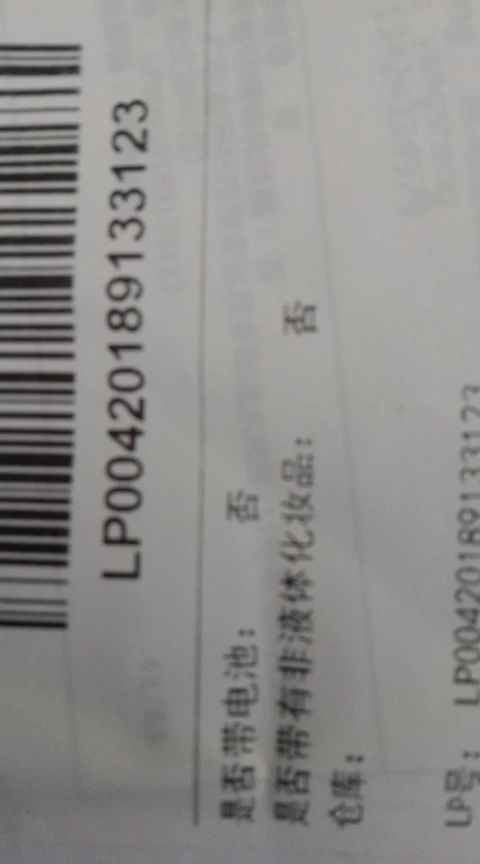 LP00420189133123
是否带电池： 否
是否带有非液体化妆品： 否
仓库：
LP号： LP00420189133123